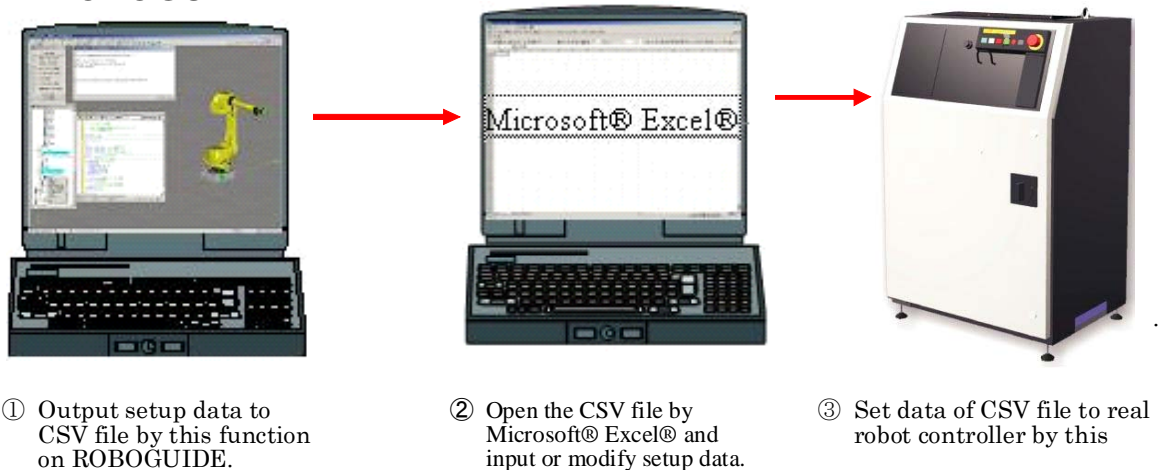 Microsoft® Excel®
① Output setup data to
CSV file by this function
on ROBOGUIDE.
② Open the CSV file by
Microsoft® Excel® and
input or modify setup data.
③ Set data of CSV file to real
robot controller by this